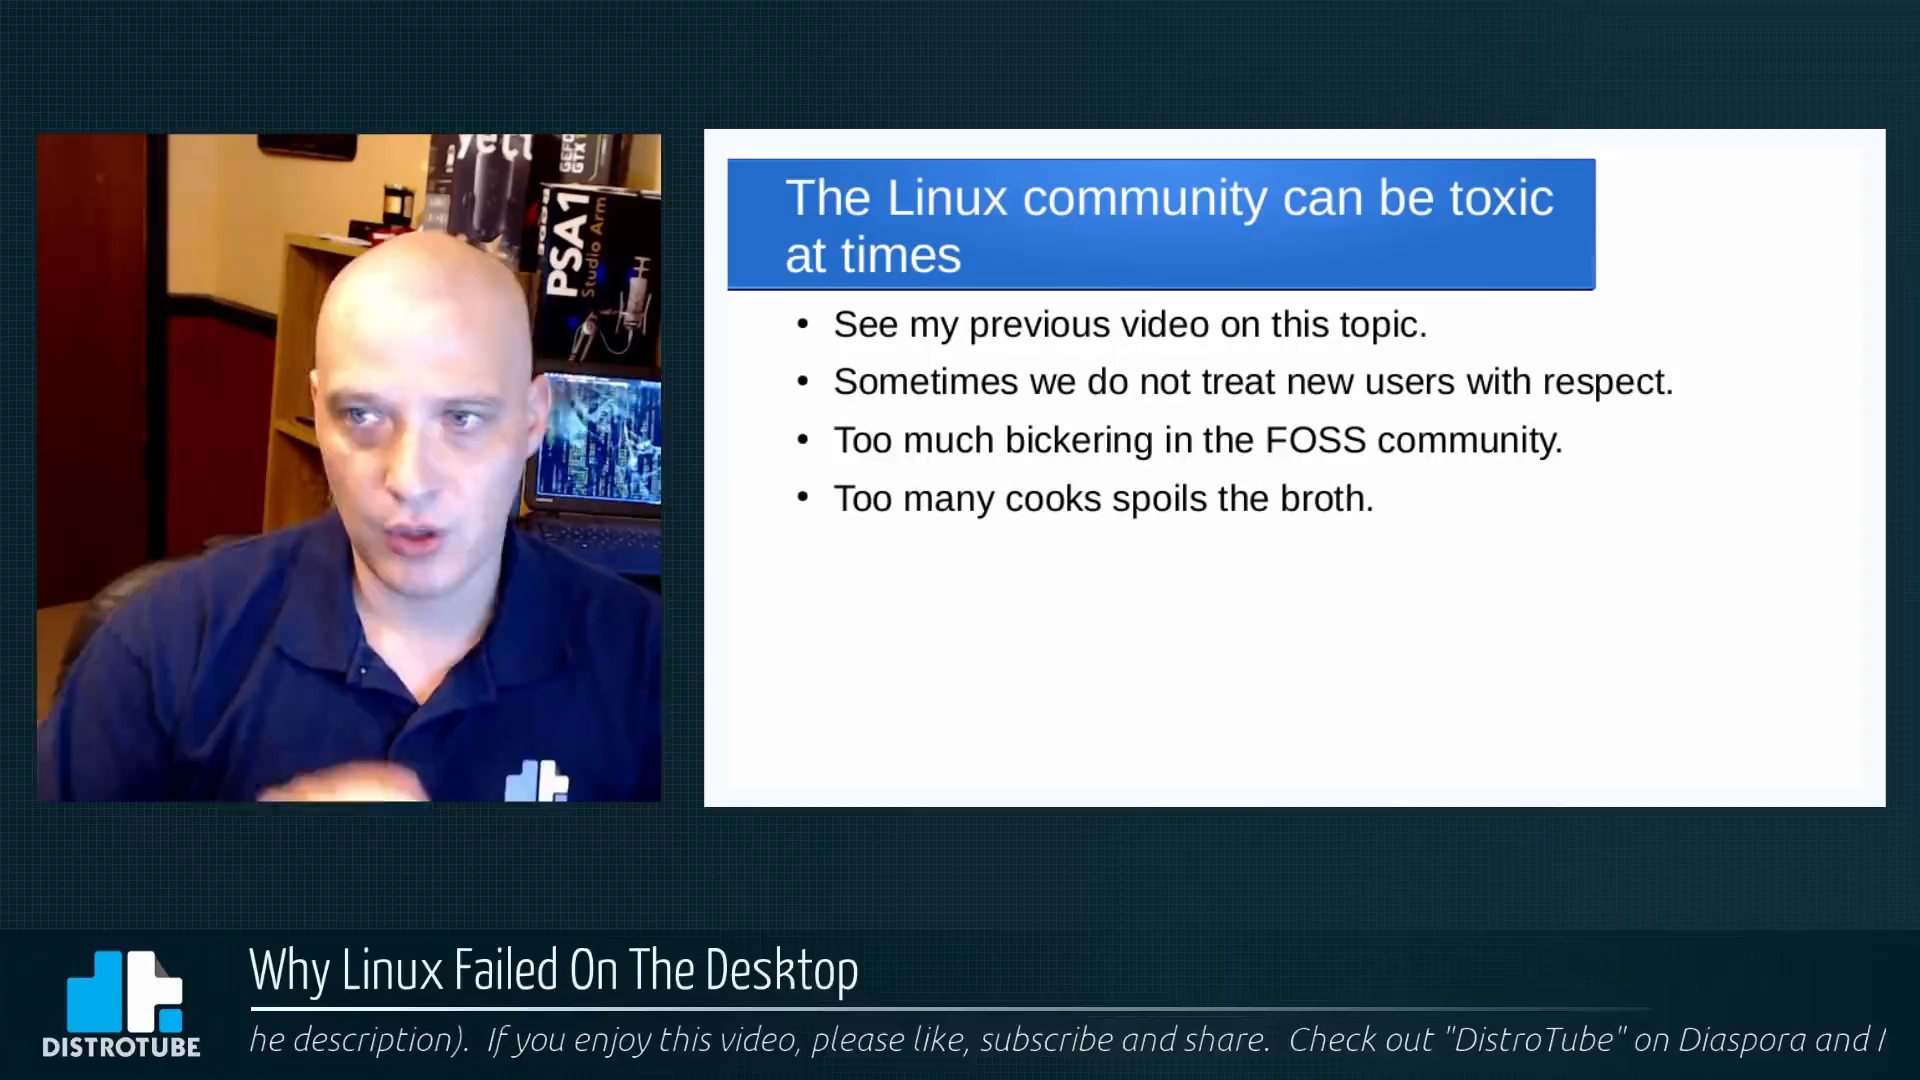 yeti
GEFO
GTX
PSA1
Studio Arm
The Linux community can be toxic
at times
• See my previous video on this topic.
• Sometimes we do not treat new users with respect.
• Too much bickering in the FOSS community.
• Too many cooks spoils the broth.
Why Linux Failed On The Desktop
he description). If you enjoy this video, please like, subscribe and share. Check out "DistroTube" on Diaspora and
DISTROTUBE